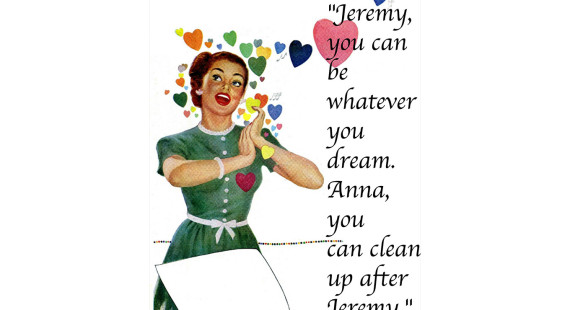 "Jeremy,
you can
be
whatever
you
dream.
Anna,
you
can clean
up after
Jeremy."